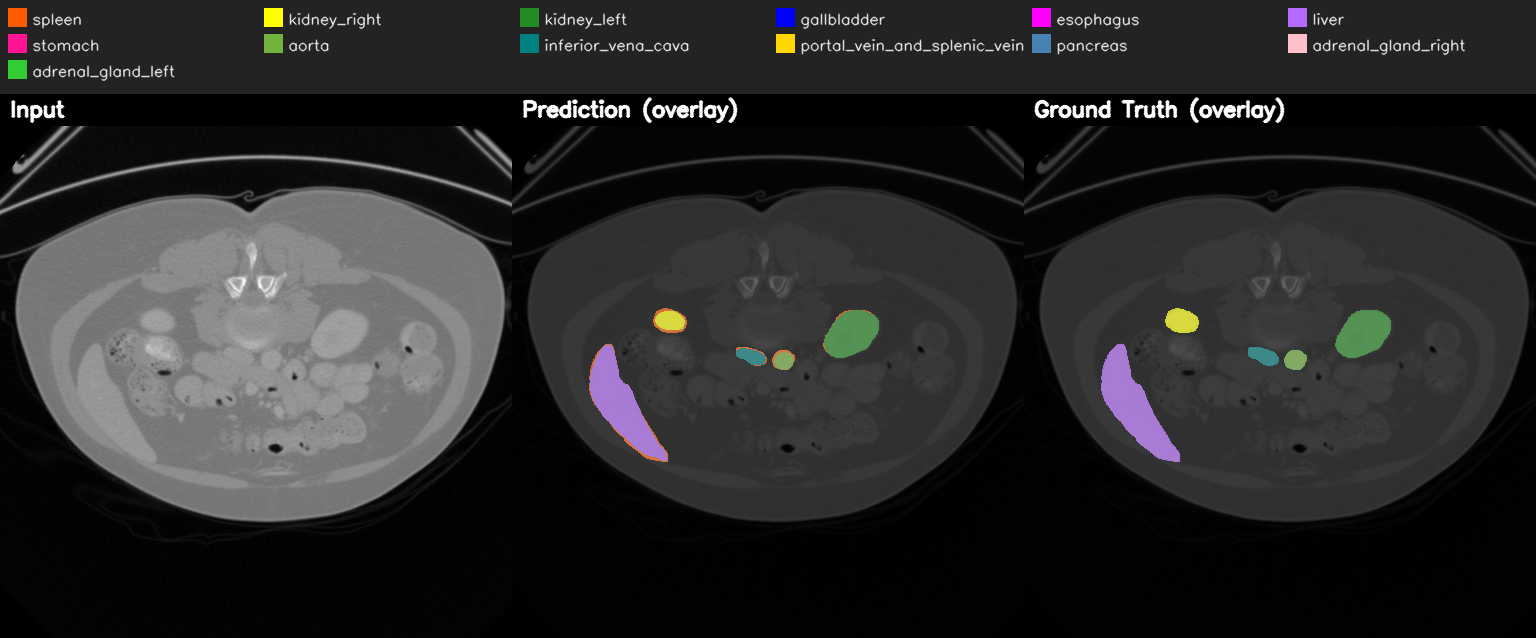 spleen kidney_right kidney_left gallbladder esophagus liver
stomach aorta inferior_vena_cava portal_vein_and_splenic_vein pancreas adrenal_gland_right
adrenal_gland_left
Input Prediction (overlay) Ground Truth (overlay)